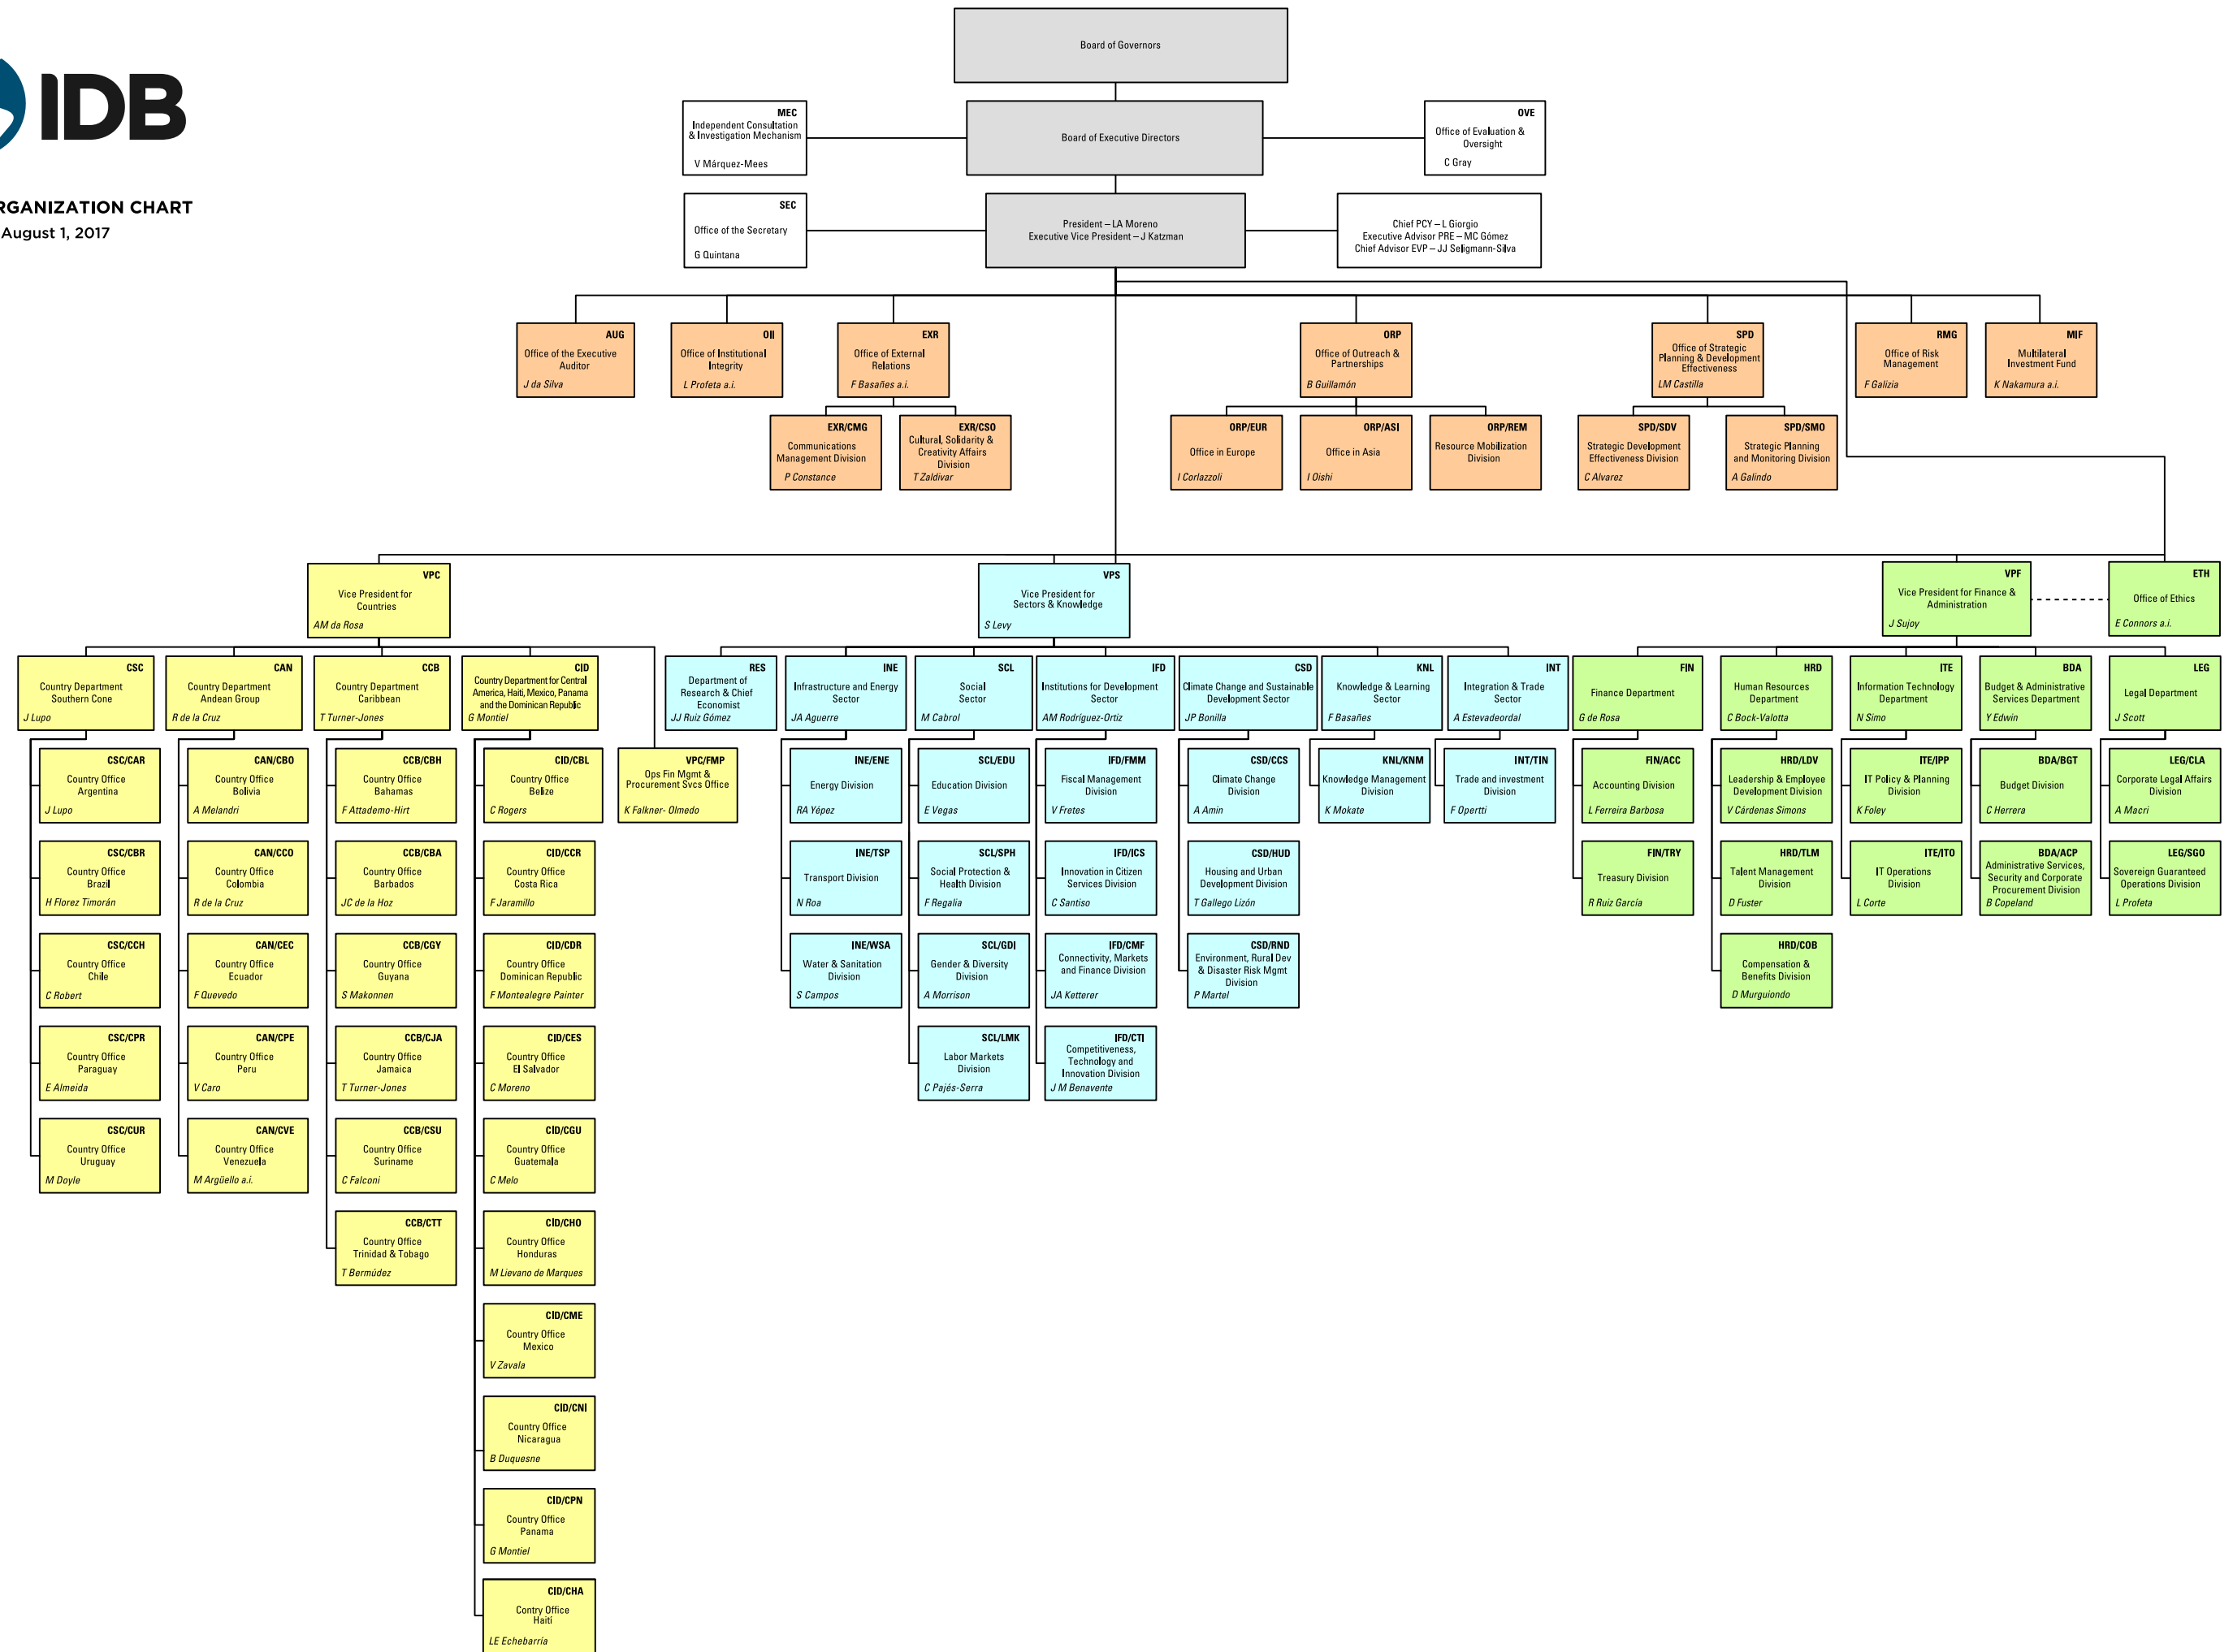 IDB
RGANIZATION CHART
August 1, 2017
Board of Governors
MEC
Independent Consultation
& Investigation Mechanism
V Márquez-Mees
Board of Executive Directors
OVE
Office of Evaluation &
Oversight
C Gray
SEC
Office of the Secretary
G Quintana
President – LA Moreno
Executive Vice President – J Katzman
Chief PCY – L Giorgio
Executive Advisor PRE – MC Gómez
Chief Advisor EVP – JJ Seligmann-Silva
AUG
Office of the Executive
Auditor
J da Silva
OII
Office of Institutional
Integrity
L Profeta a.i.
EXR
Office of External
Relations
F Basañes a.i.
ORP
Office of Outreach &
Partnerships
B Guillamón
SPD
Office of Strategic
Planning & Development
Effectiveness
LM Castilla
RMG
Office of Risk
Management
F Galizia
MIF
Multilateral
Investment Fund
K Nakamura a.i.
EXR/CMG
Communications
Management Division
P Constance
EXR/CSO
Cultural, Solidarity &
Creativity Affairs
Division
T Zaldivar
ORP/EUR
Office in Europe
I Corlazzoli
ORP/ASI
Office in Asia
I Oishi
ORP/REM
Resource Mobilization
Division
SPD/SDV
Strategic Development
Effectiveness Division
C Alvarez
SPD/SMO
Strategic Planning
and Monitoring Division
A Galindo
VPC
Vice President for
Countries
AM da Rosa
VPS
Vice President for
Sectors & Knowledge
S Levy
VPF
Vice President for Finance &
Administration
J Sujoy
ETH
Office of Ethics
E Connors a.i.
CSC
Country Department
Southern Cone
J Lupo
CAN
Country Department
Andean Group
R de la Cruz
CCB
Country Department
Caribbean
T Turner-Jones
CID
Country Department for Central
America, Haiti, Mexico, Panama
and the Dominican Republic
G Montiel
RES
Department of
Research & Chief
Economist
JJ Ruiz Gómez
INE
Infrastructure and Energy
Sector
JA Aguerre
SCL
Social
Sector
M Cabrol
IFD
Institutions for Development
Sector
AM Rodríguez-Ortiz
CSD
Climate Change and Sustainable
Development Sector
JP Bonilla
KNL
Knowledge & Learning
Sector
F Basañes
INT
Integration & Trade
Sector
A Estevadeordal
FIN
Finance Department
G de Rosa
HRD
Human Resources
Department
C Bock-Valotta
ITE
Information Technology
Department
N Simo
BDA
Budget & Administrative
Services Department
Y Edwin
LEG
Legal Department
J Scott
CSC/CAR
Country Office
Argentina
J Lupo
CAN/CBO
Country Office
Bolivia
A Melandri
CCB/CBH
Country Office
Bahamas
F Attademo-Hirt
CID/CBL
Country Office
Belize
C Rogers
VPC/FMP
Ops Fin Mgmt &
Procurement Svcs Office
K Falkner- Olmedo
INE/ENE
Energy Division
RA Yépez
SCL/EDU
Education Division
E Vegas
IFD/FMM
Fiscal Management
Division
V Fretes
CSD/CCS
Climate Change
Division
A Amin
KNL/KNM
Knowledge Management
Division
K Mokate
INT/TIN
Trade and investment
Division
F Opertti
FIN/ACC
Accounting Division
L Ferreira Barbosa
HRD/LDV
Leadership & Employee
Development Division
V Cárdenas Simons
ITE/IPP
IT Policy & Planning
Division
K Foley
BDA/BGT
Budget Division
C Herrera
LEG/CLA
Corporate Legal Affairs
Division
A Macri
CSC/CBR
Country Office
Brazil
H Florez Timorán
CAN/CCO
Country Office
Colombia
R de la Cruz
CCB/CBA
Country Office
Barbados
JC de la Hoz
CID/CCR
Country Office
Costa Rica
F Jaramillo
INE/TSP
Transport Division
N Roa
SCL/SPH
Social Protection &
Health Division
F Regalia
IFD/ICS
Innovation in Citizen
Services Division
C Santiso
CSD/HUD
Housing and Urban
Development Division
T Gallego Lizón
FIN/TRY
Treasury Division
R Ruiz García
HRD/TLM
Talent Management
Division
D Fuster
ITE/ITO
IT Operations
Division
L Corte
BDA/ACP
Administrative Services,
Security and Corporate
Procurement Division
B Copeland
LEG/SGO
Sovereign Guaranteed
Operations Division
L Profeta
CSC/CCH
Country Office
Chile
C Robert
CAN/CEC
Country Office
Ecuador
F Quevedo
CCB/CGY
Country Office
Guyana
S Makonnen
CID/CDR
Country Office
Dominican Republic
F Montealegre Painter
INE/WSA
Water & Sanitation
Division
S Campos
SCL/GDI
Gender & Diversity
Division
A Morrison
IFD/CMF
Connectivity, Markets
and Finance Division
JA Ketterer
CSD/RND
Environment, Rural Dev
& Disaster Risk Mgmt
Division
P Martel
HRD/COB
Compensation &
Benefits Division
D Murguiondo
CSC/CPR
Country Office
Paraguay
E Almeida
CAN/CPE
Country Office
Peru
V Caro
CCB/CJA
Country Office
Jamaica
T Turner-Jones
CID/CES
Country Office
El Salvador
C Moreno
SCL/LMK
Labor Markets
Division
C Pajés-Serra
IFD/CTI
Competitiveness,
Technology and
Innovation Division
J M Benavente
CSC/CUR
Country Office
Uruguay
M Doyle
CAN/CVE
Country Office
Venezuela
M Argüello a.i.
CCB/CSU
Country Office
Suriname
C Falconi
CID/CGU
Country Office
Guatemala
C Melo
CCB/CTT
Country Office
Trinidad & Tobago
T Bermúdez
CID/CHO
Country Office
Honduras
M Lievano de Marques
CID/CME
Country Office
Mexico
V Zavala
CID/CNI
Country Office
Nicaragua
B Duquesne
CID/CPN
Country Office
Panama
G Montiel
CID/CHA
Contry Office
Haití
LE Echebarría